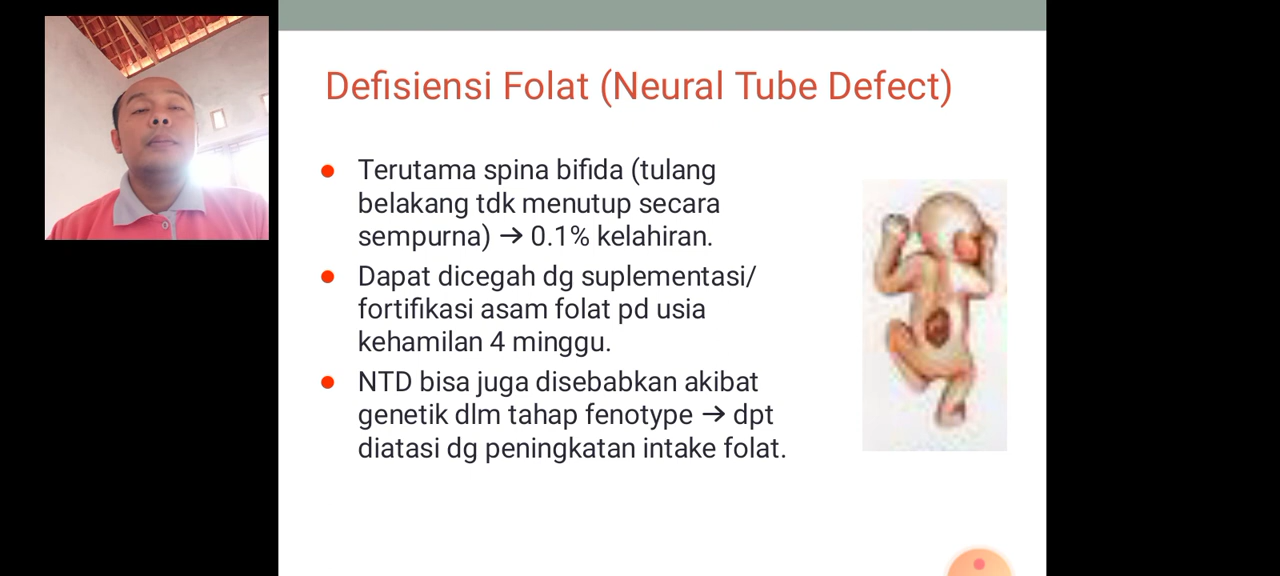 Defisiensi Folat (Neural Tube Defect)
● Terutama spina bifida (tulang
belakang tdk menutup secara
sempurna) → 0.1% kelahiran.
● Dapat dicegah dg suplementasi/
fortifikasi asam folat pd usia
kehamilan 4 minggu.
● NTD bisa juga disebabkan akibat
genetik dlm tahap fenotype → dpt
diatasi dg peningkatan intake folat.